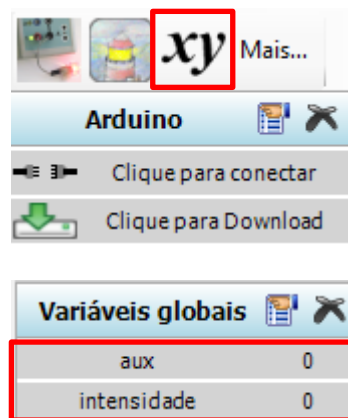 xy Mais...
Arduino
Clique para conectar
Clique para Download
Variáveis globais
aux 0
intensidade 0